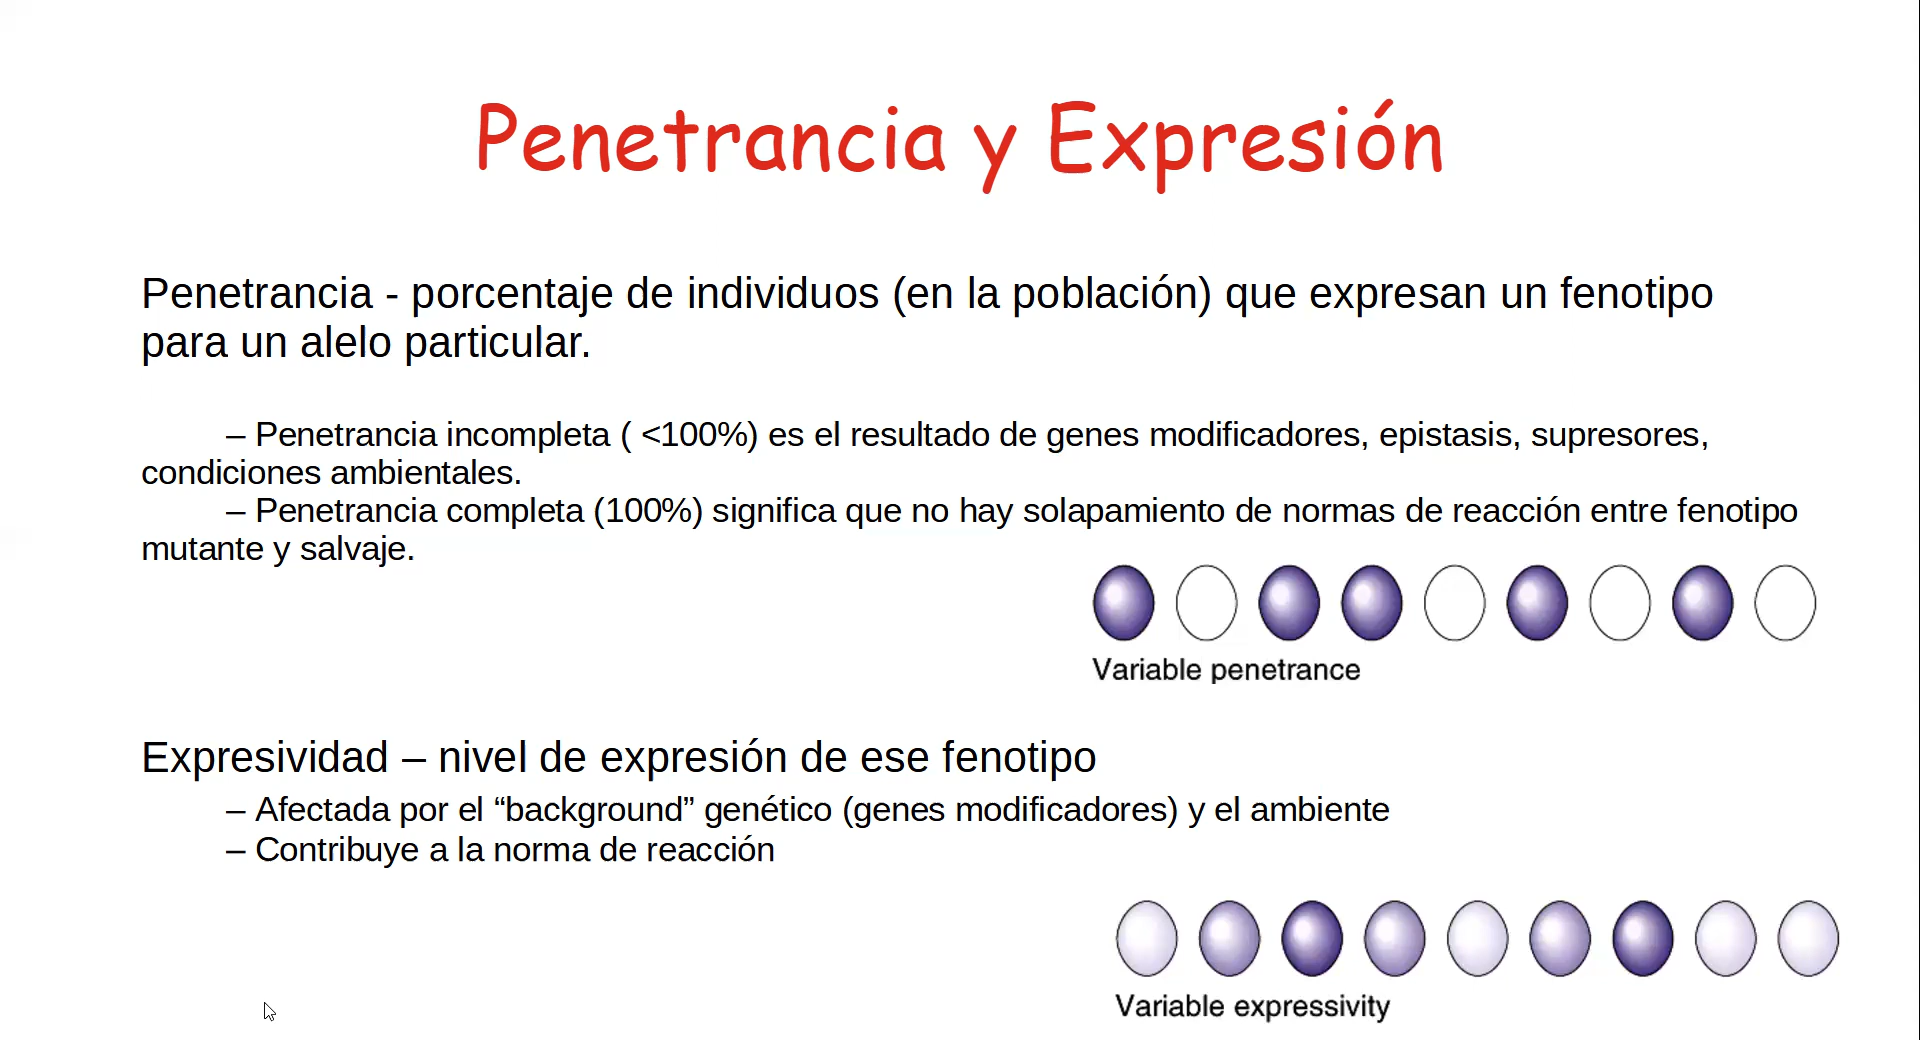 Penetrancia y Expresión
Penetrancia - porcentaje de individuos (en la población) que expresan un fenotipo
para un alelo particular.
– Penetrancia incompleta ( <100%) es el resultado de genes modificadores, epistasis, supresores,
condiciones ambientales.
– Penetrancia completa (100%) significa que no hay solapamiento de normas de reacción entre fenotipo
mutante y salvaje.
Variable penetrance
Expresividad – nivel de expresión de ese fenotipo
– Afectada por el “background” genético (genes modificadores) y el ambiente
– Contribuye a la norma de reacción
Variable expressivity